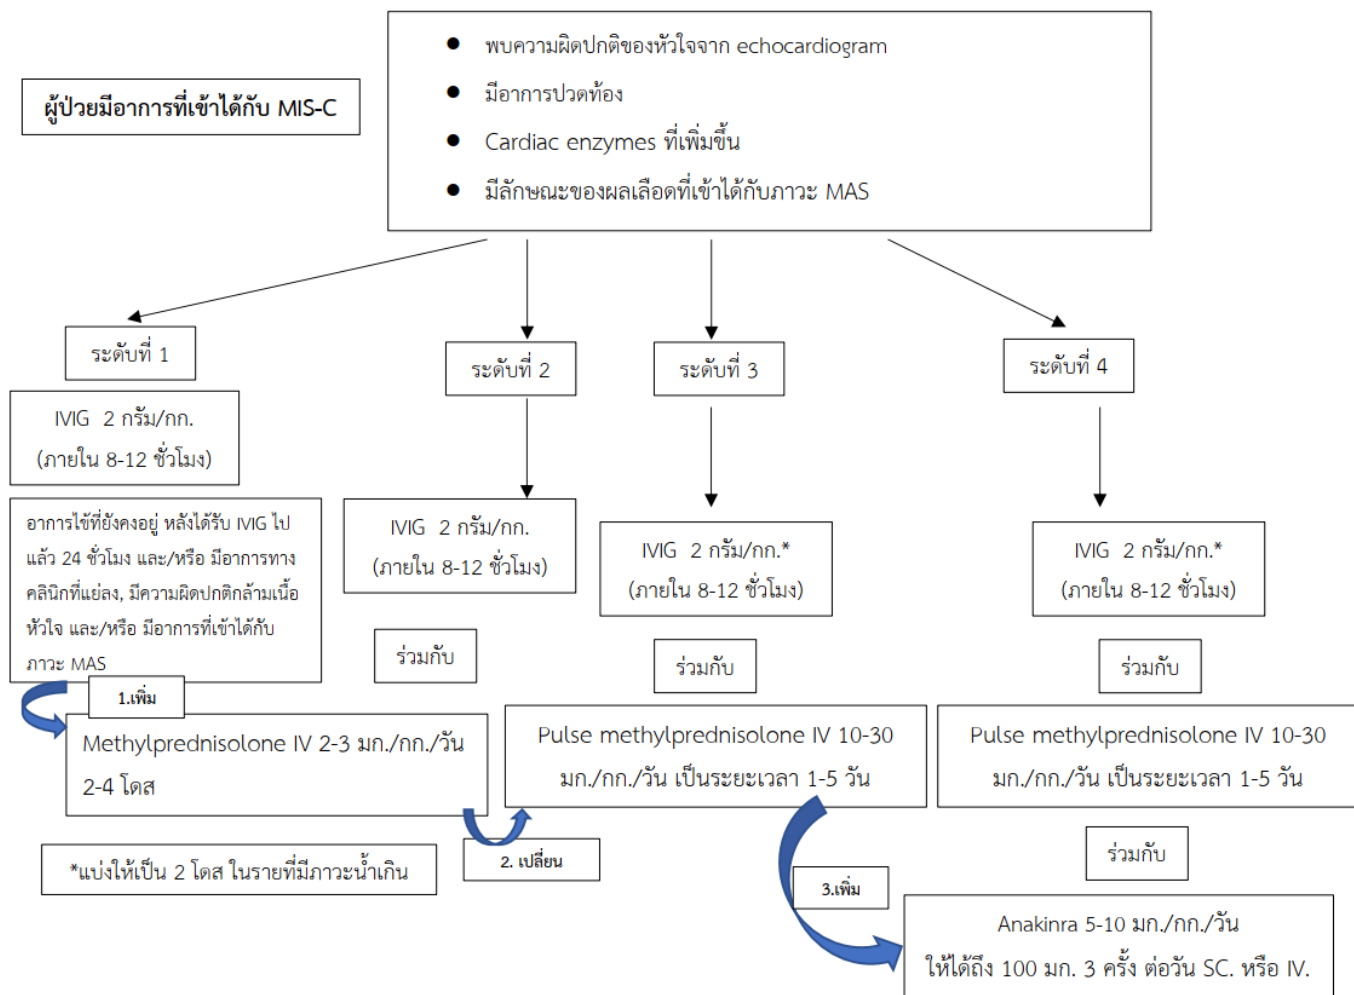 ผู้ป่วยมีอาการที่เข้าได้กับ MIS-C
● พบความผิดปกติของหัวใจจาก echocardiogram
● มีอาการปวดท้อง
● Cardiac enzymes ที่เพิ่มขึ้น
● มีลักษณะของผลเลือดที่เข้าได้กับภาวะ MAS
ระดับที่ 1
IVIG 2 กรัม/กก.
(ภายใน 8-12 ชั่วโมง)
อาการไข้ที่ยังคงอยู่ หลังได้รับ IVIG ไป
แล้ว 24 ชั่วโมง และ/หรือ มีอาการทาง
คลินิกที่แย่ลง, มีความผิดปกติกล้ามเนื้อ
หัวใจ และ/หรือ มีอาการที่เข้าได้กับ
ภาวะ MAS
1.เพิ่ม
ระดับที่ 2
IVIG 2 กรัม/กก.
(ภายใน 8-12 ชั่วโมง)
ร่วมกับ
Methylprednisolone IV 2-3 มก./กก./วัน
2-4 โดส
2. เปลี่ยน
ระดับที่ 3
IVIG 2 กรัม/กก.*
(ภายใน 8-12 ชั่วโมง)
ร่วมกับ
Pulse methylprednisolone IV 10-30
มก./กก./วัน เป็นระยะเวลา 1-5 วัน
3.เพิ่ม
ระดับที่ 4
IVIG 2 กรัม/กก.*
(ภายใน 8-12 ชั่วโมง)
ร่วมกับ
Pulse methylprednisolone IV 10-30
มก./กก./วัน เป็นระยะเวลา 1-5 วัน
ร่วมกับ
Anakinra 5-10 มก./กก./วัน
ให้ได้ถึง 100 มก. 3 ครั้ง ต่อวัน SC. หรือ IV.
*แบ่งให้เป็น 2 โดส ในรายที่มีภาวะน้ำเกิน